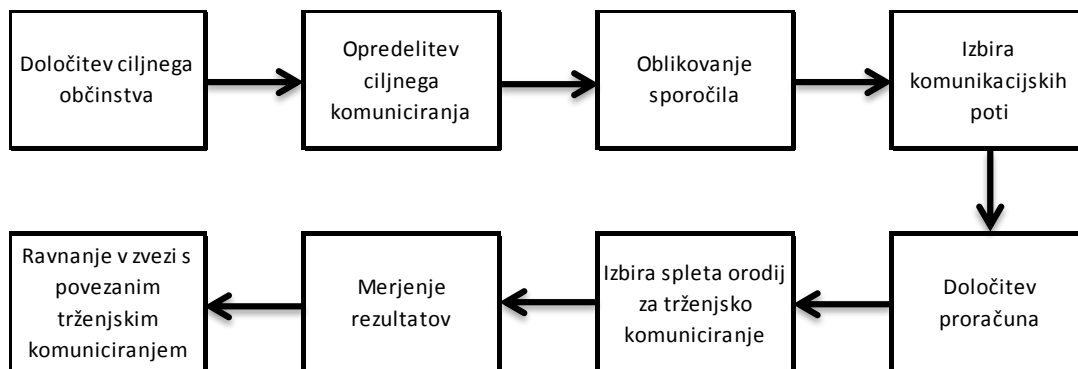 Določitev ciljnega
občinstva
Opredelitev
ciljnega
komuniciranja
Oblikovanje
sporočila
Izbira
komunikacijskih
poti
Določitev
proračuna
Izbira spleta orodij
za trženjsko
komuniciranje
Merjenje
rezultatov
Ravnanje v zvezi s
povezanim
trženjskim
komuniciranjem